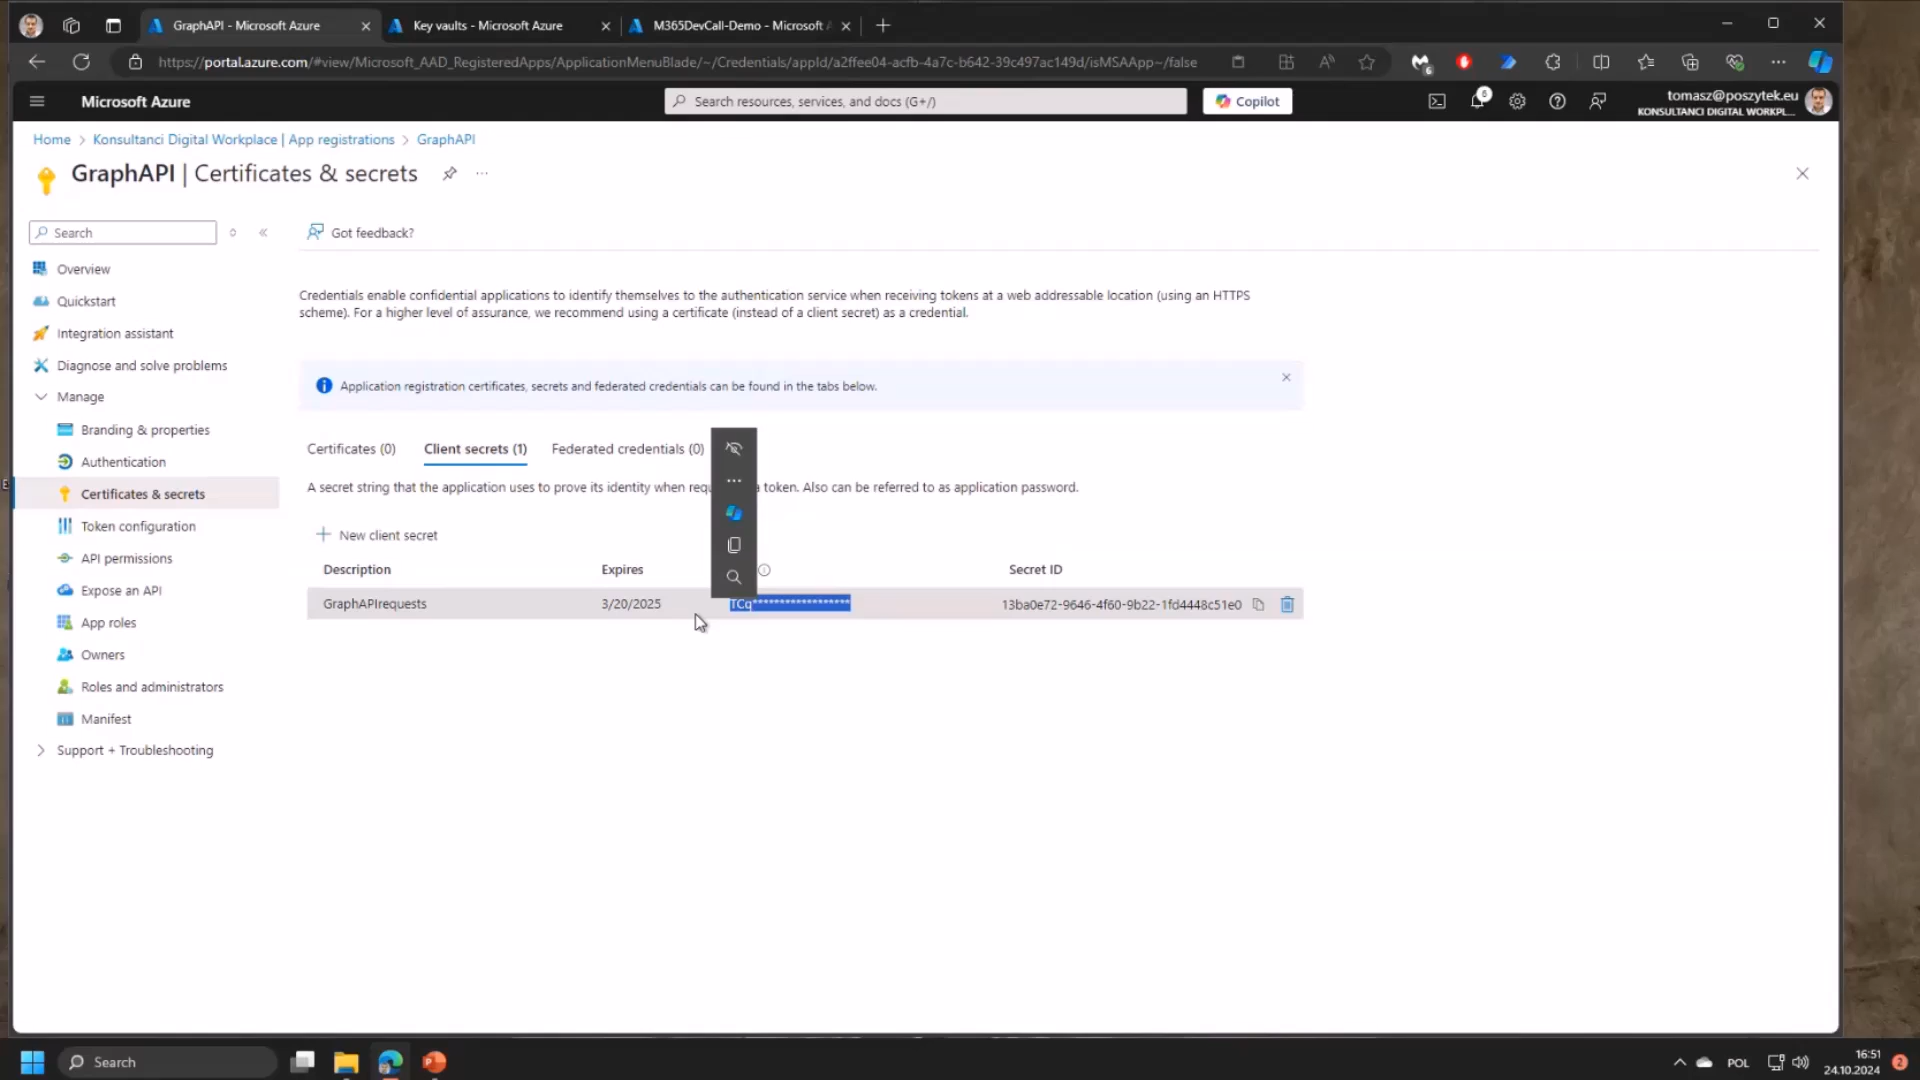 GraphAPI - Microsoft Azure
Key vaults - Microsoft Azure
M365DevCall-Demo - Microsoft
https://portal.azure.com/#view/Microsoft_AAD_RegisteredApps/ApplicationMenuBlade/~/Credentials/appId/a2ffee04-acfb-4a7c-b642-39c497ac149d/isMSAApp~/false
6
Microsoft Azure
Search resources, services, and docs (G+/)
Copilot
6
tomasz@poszytek.eu
KONSULTANCI DIGITAL WORKPL...
Home > Konsultanci Digital Workplace | App registrations > GraphAPI
GraphAPI | Certificates & secrets
Search
Got feedback?
Overview
Quickstart
Integration assistant
Diagnose and solve problems
Manage
Branding & properties
Authentication
Certificates & secrets
Token configuration
API permissions
Expose an API
App roles
Owners
Roles and administrators
Manifest
Support + Troubleshooting
Credentials enable confidential applications to identify themselves to the authentication service when receiving tokens at a web addressable location (using an HTTPS
scheme). For a higher level of assurance, we recommend using a certificate (instead of a client secret) as a credential.
Application registration certificates, secrets and federated credentials can be found in the tabs below.
Certificates (0)
Client secrets (1)
Federated credentials (0)
A secret string that the application uses to prove its identity when requ a token. Also can be referred to as application password.
New client secret
Description
Expires
Secret ID
GraphAPIrequests
3/20/2025
TCq******************
13ba0e72-9646-4f60-9b22-1fd4448c51e0
Search
POL
16:51
24.10.2024
2